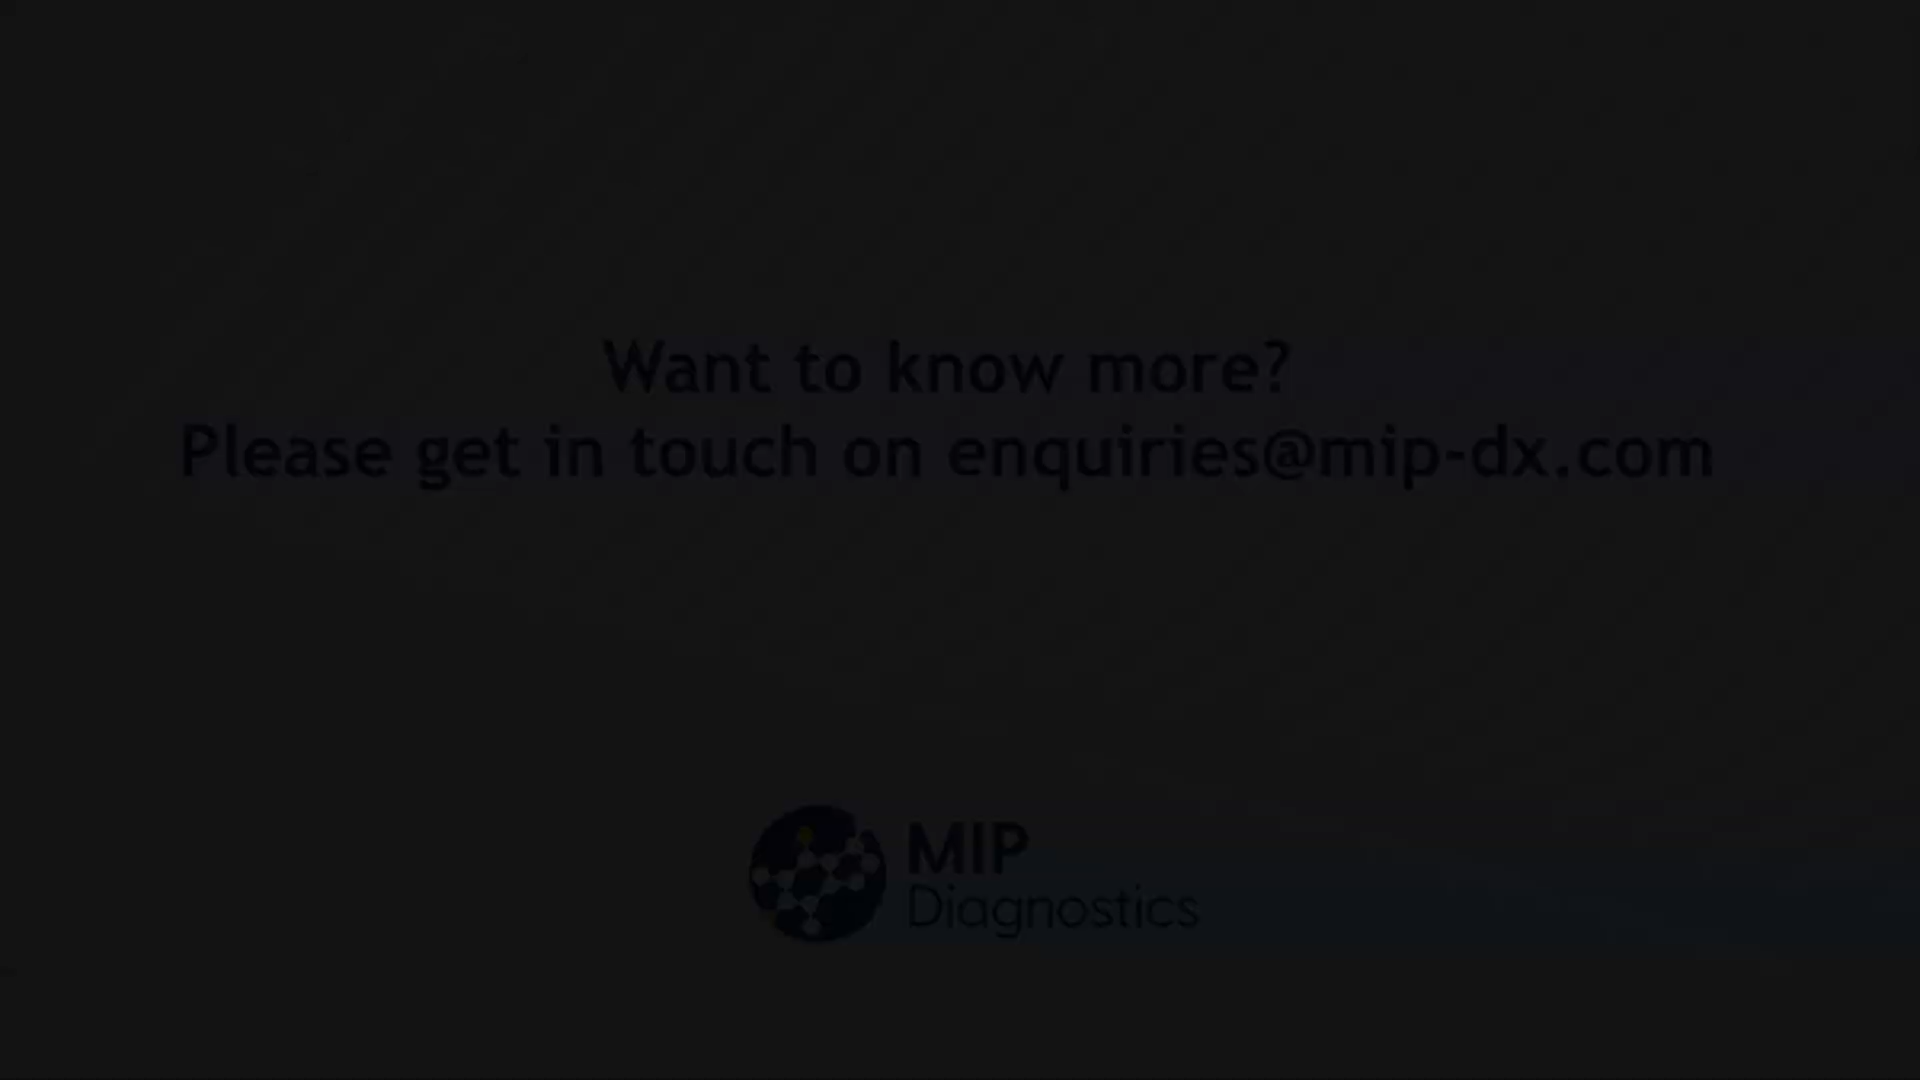 Want to know more?
Please get in touch on enquiries@mip-dx.com
MIP
Diagnostics